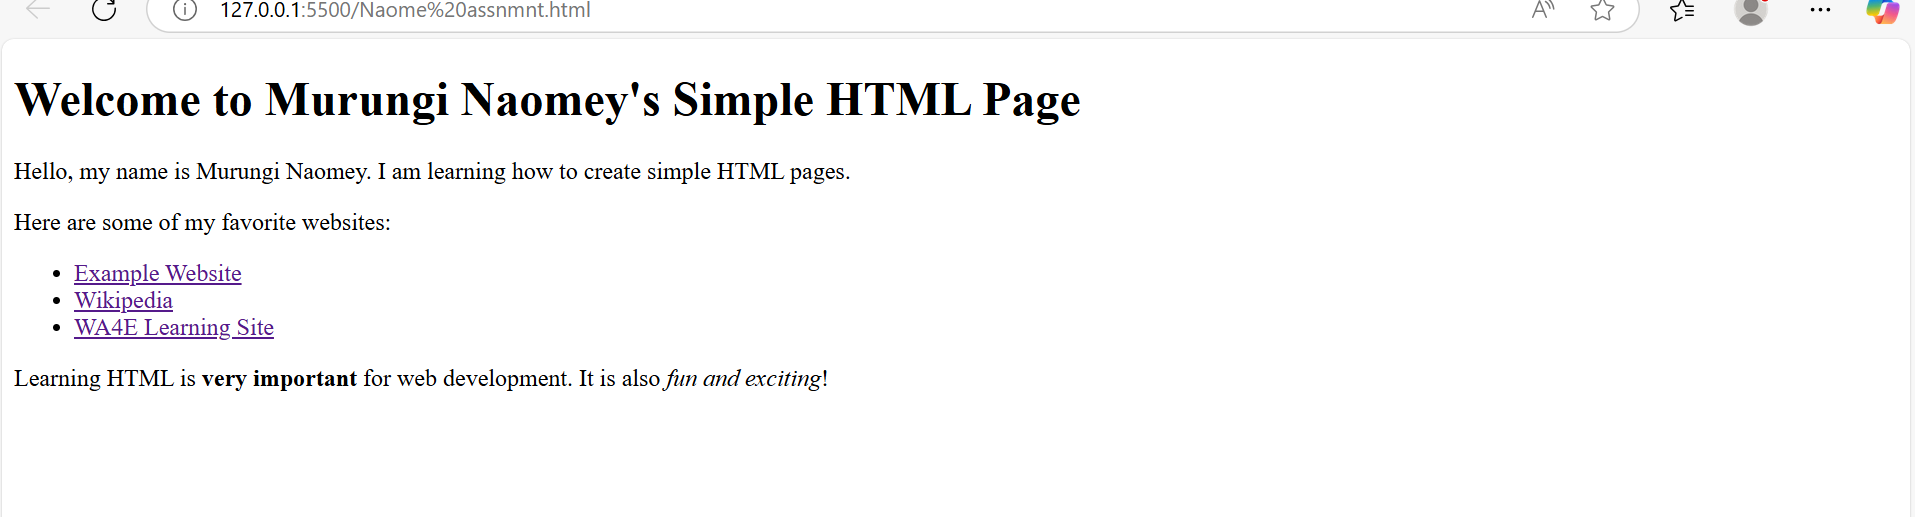 127.0.0.1:5500/Naome%20assnmnt.html
Welcome to Murungi Naomey's Simple HTML Page
Hello, my name is Murungi Naomey. I am learning how to create simple HTML pages.
Here are some of my favorite websites:
Example Website
Wikipedia
WA4E Learning Site
Learning HTML is very important for web development. It is also fun and exciting!